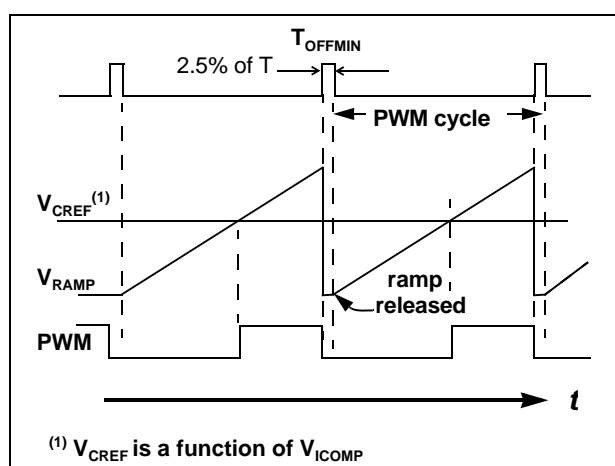 T_OFFMIN
2.5% of T
PWM cycle
V_CREF^(1)
V_RAMP
ramp
released
PWM
t
(1) V_CREF is a function of V_ICOMP